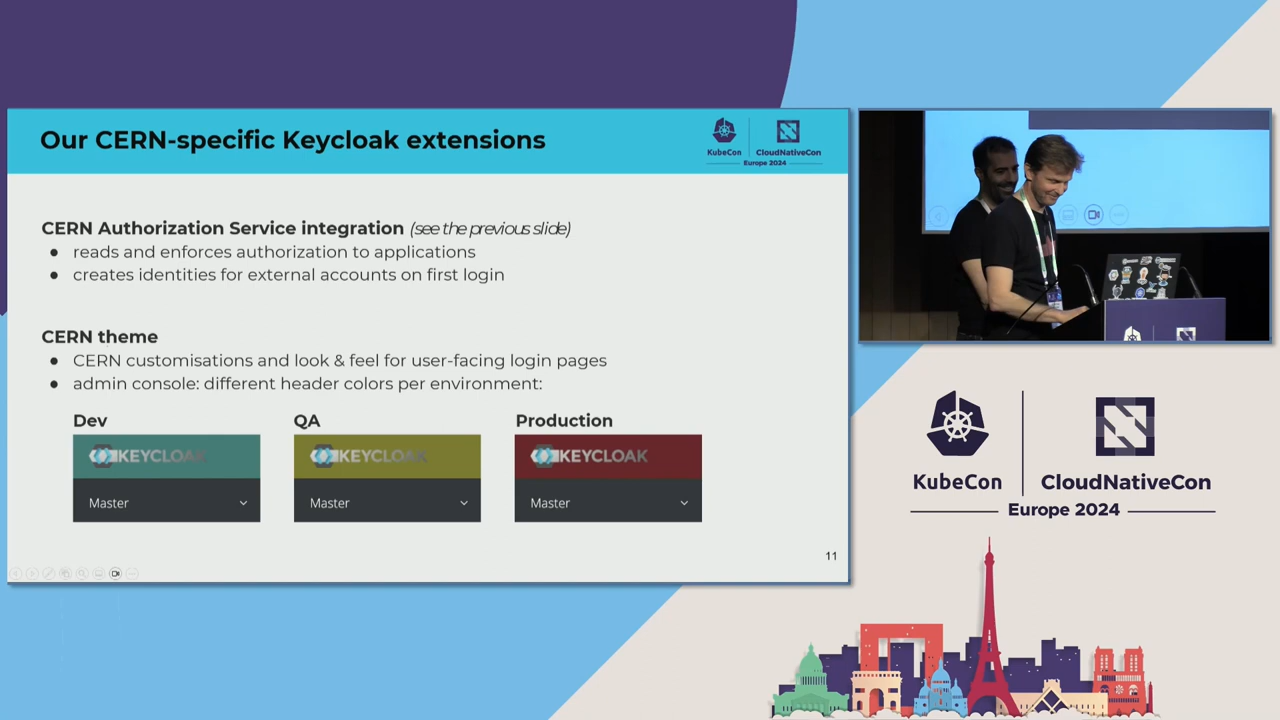 Our CERN-specific Keycloak extensions
KubeCon
CloudNativeCon
Europe 2024
CERN Authorization Service integration (see the previous slide)
● reads and enforces authorization to applications
● creates identities for external accounts on first login
CERN theme
● CERN customisations and look & feel for user-facing login pages
● admin console: different header colors per environment:
Dev
QA
Production
KEYCLOAK
KEYCLOAK
KEYCLOAK
Master
Master
Master
11
KubeCon
CloudNativeCon
Europe 2024